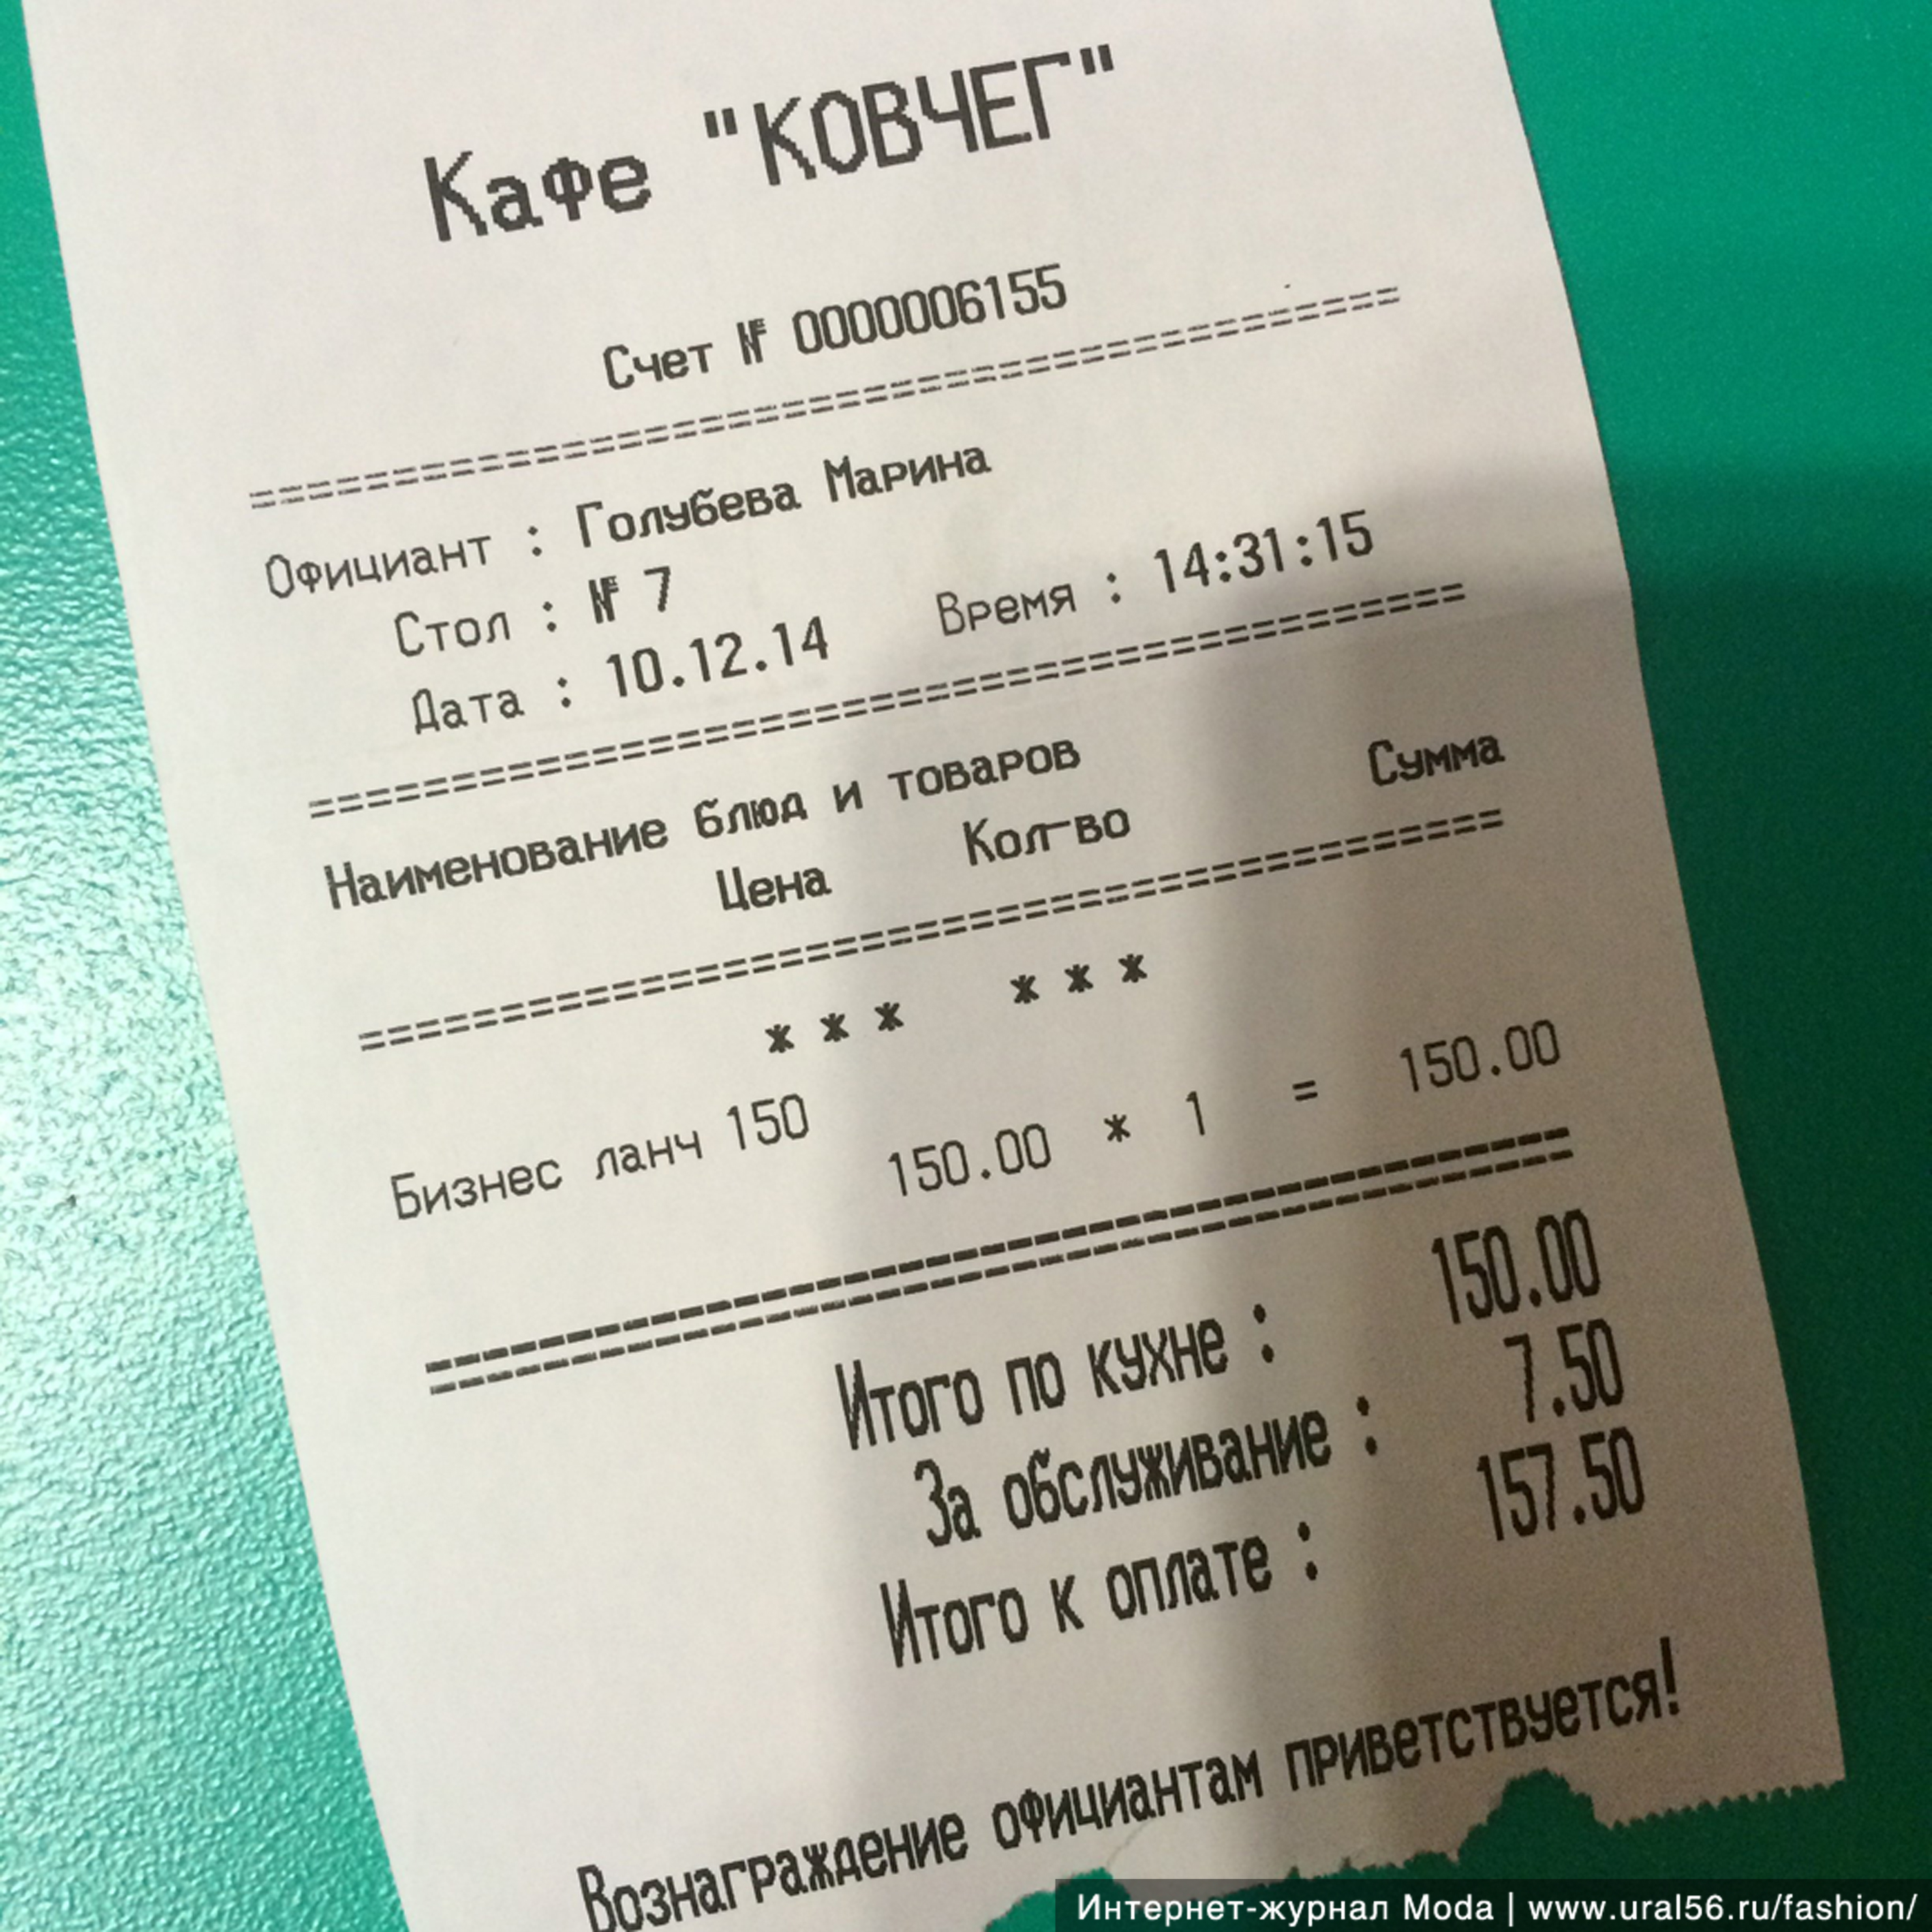 Кафе "КОВЧЕГ"
Счет № 0000006155
Официант : Голубева Марина
Стол : № 7
Дата : 10.12.14 Время : 14:31:15
Наименование блюд и товаров
Цена Кол-во Сумма
*** ***
Бизнес ланч 150
150.00 * 1 = 150.00
Итого по кухне : 150.00
За обслуживание : 7.50
Итого к оплате : 157.50
Вознаграждение официантам приветствуется!
Интернет-журнал Moda | www.ural56.ru/fashion/